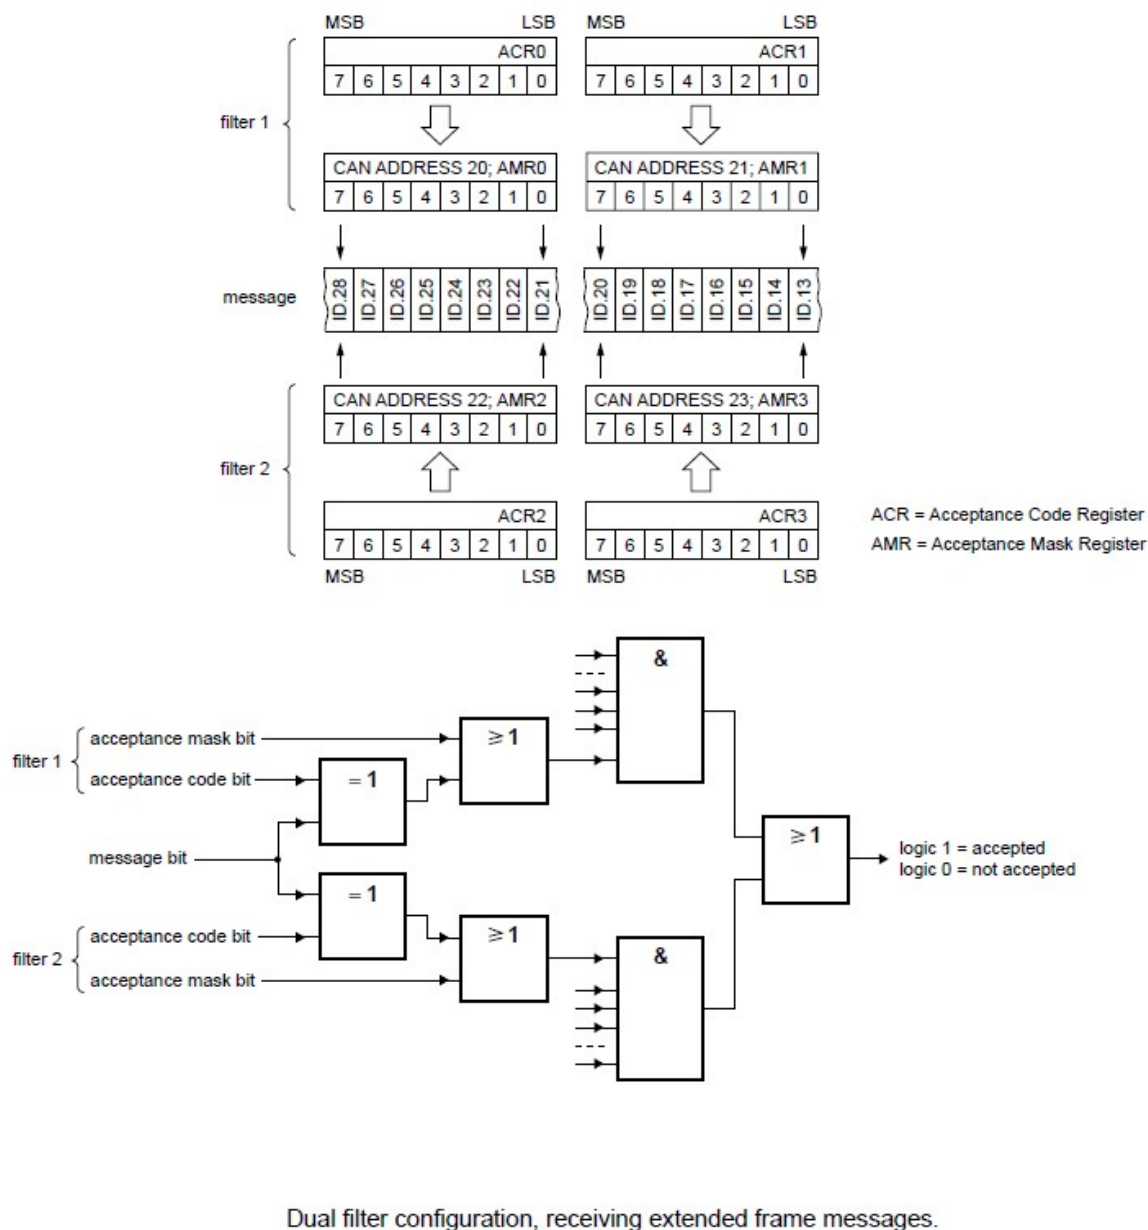 MSB LSB MSB LSB
ACR0 ACR1
7 6 5 4 3 2 1 0 7 6 5 4 3 2 1 0
filter 1
CAN ADDRESS 20; AMR0 CAN ADDRESS 21; AMR1
7 6 5 4 3 2 1 0 7 6 5 4 3 2 1 0
message
ID.28 ID.27 ID.26 ID.25 ID.24 ID.23 ID.22 ID.21 ID.20 ID.19 ID.18 ID.17 ID.16 ID.15 ID.14 ID.13
CAN ADDRESS 22; AMR2 CAN ADDRESS 23; AMR3
7 6 5 4 3 2 1 0 7 6 5 4 3 2 1 0
filter 2
ACR2 ACR3
7 6 5 4 3 2 1 0 7 6 5 4 3 2 1 0
MSB LSB MSB LSB
ACR = Acceptance Code Register
AMR = Acceptance Mask Register
&
filter 1
acceptance mask bit
≥ 1
acceptance code bit
= 1
message bit
≥ 1
logic 1 = accepted
logic 0 = not accepted
= 1
filter 2
acceptance code bit
≥ 1
acceptance mask bit
&
Dual filter configuration, receiving extended frame messages.